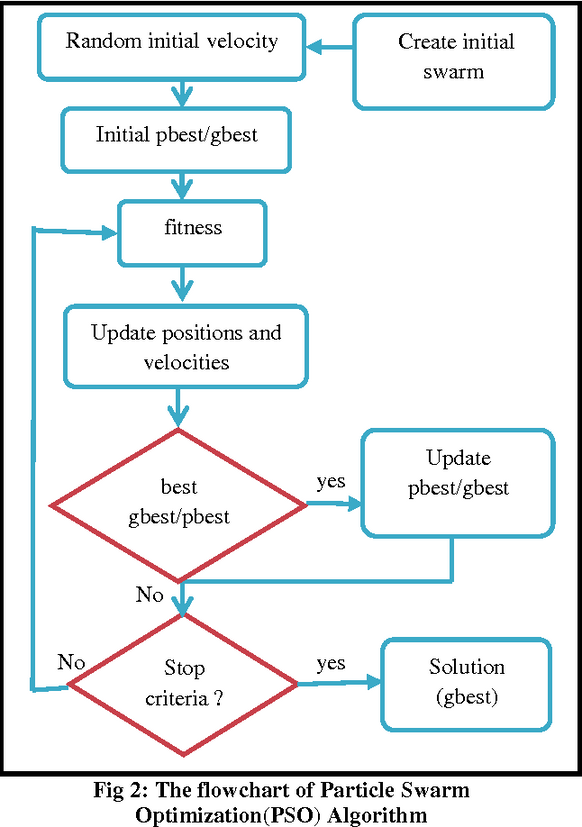 Random initial velocity
Create initial
swarm
Initial pbest/gbest
fitness
Update positions and
velocities
best
gbest/pbest
yes
Update
pbest/gbest
No
No
Stop
criteria ?
yes
Solution
(gbest)
Fig 2: The flowchart of Particle Swarm
Optimization(PSO) Algorithm